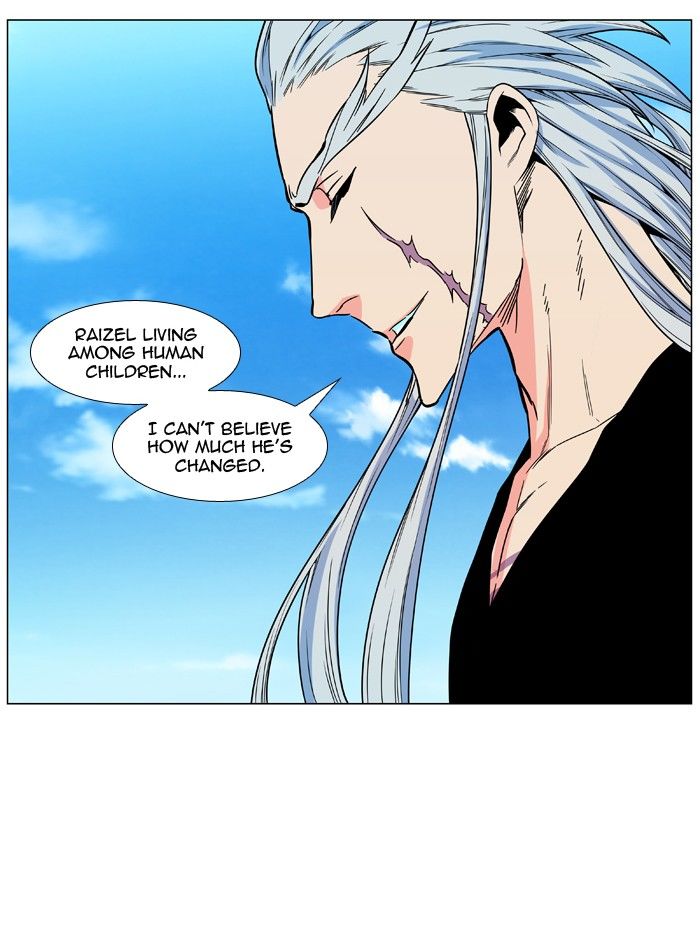 RAIZEL LIVING
AMONG HUMAN
CHILDREN...
I CAN'T BELIEVE
HOW MUCH HE'S
CHANGED.